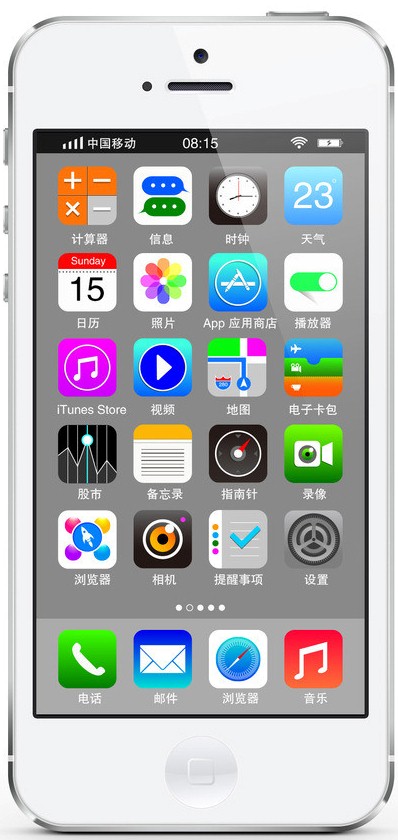 中国移动 08:15
计算器 信息 时钟 天气
23°
Sunday
15
日历 照片 App 应用商店 播放器
280
iTunes Store 视频 地图 电子卡包
股市 备忘录 指南针 录像
浏览器 相机 提醒事项 设置
电话 邮件 浏览器 音乐